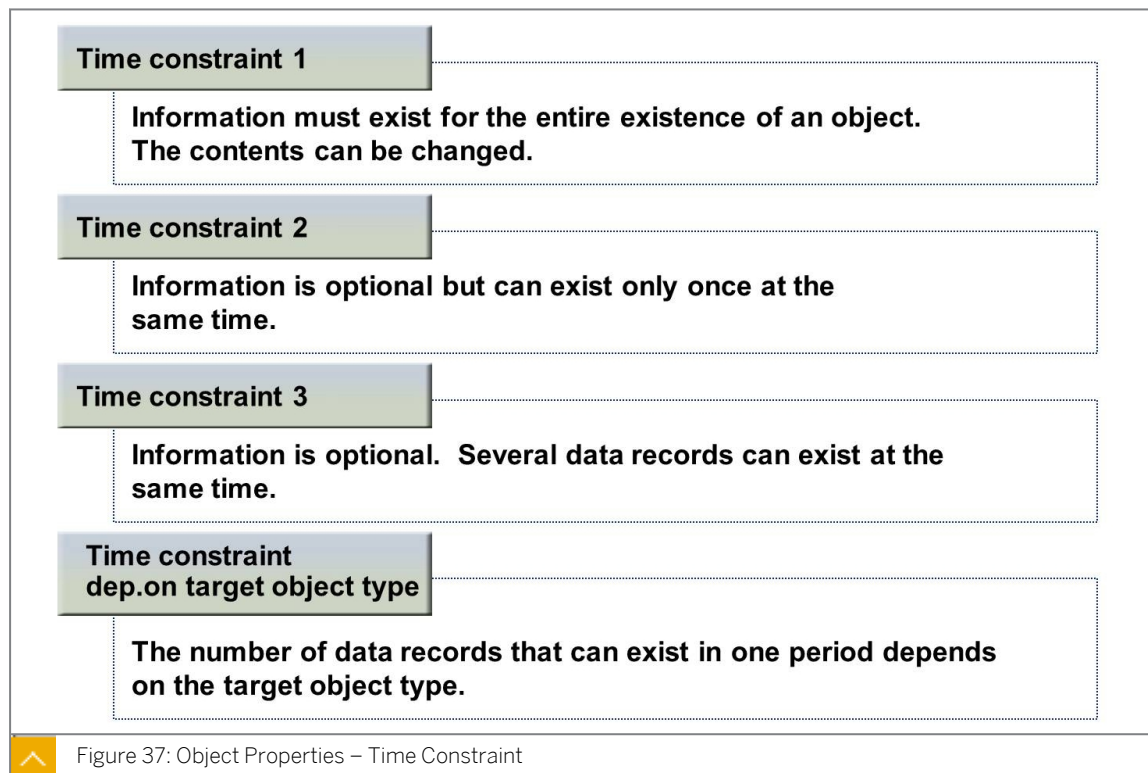 Time constraint 1
Information must exist for the entire existence of an object.
The contents can be changed.
Time constraint 2
Information is optional but can exist only once at the
same time.
Time constraint 3
Information is optional.  Several data records can exist at the
same time.
Time constraint
dep.on target object type
The number of data records that can exist in one period depends
on the target object type.
Figure 37: Object Properties – Time Constraint